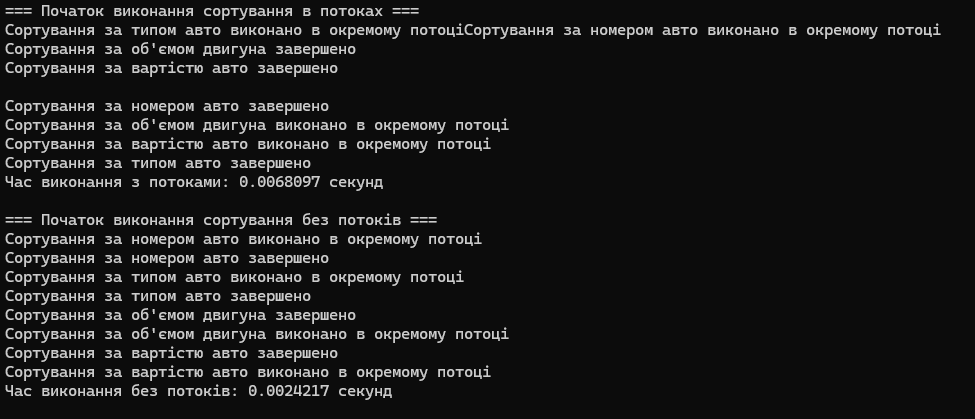 === Початок виконання сортування в потоках ===
Сортування за типом авто виконано в окремому потоціСортування за номером авто виконано в окремому потоці
Сортування за об'ємом двигуна завершено
Сортування за вартістю авто завершено

Сортування за номером авто завершено
Сортування за об'ємом двигуна виконано в окремому потоці
Сортування за вартістю авто виконано в окремому потоці
Сортування за типом авто завершено
Час виконання з потоками: 0.0068097 секунд

=== Початок виконання сортування без потоків ===
Сортування за номером авто виконано в окремому потоці
Сортування за номером авто завершено
Сортування за типом авто виконано в окремому потоці
Сортування за типом авто завершено
Сортування за об'ємом двигуна завершено
Сортування за об'ємом двигуна виконано в окремому потоці
Сортування за вартістю авто завершено
Сортування за вартістю авто виконано в окремому потоці
Час виконання без потоків: 0.0024217 секунд